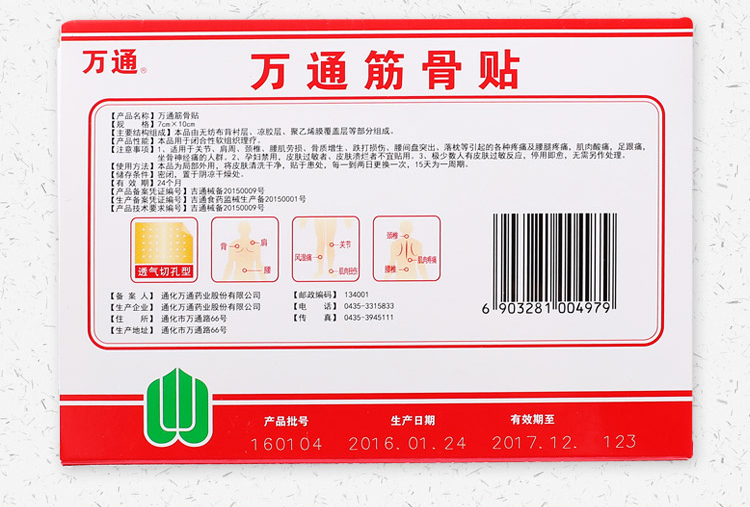 万通®
万通筋骨贴
【产品名称】万通筋骨贴
【规 格】7cm×10cm
【主要结构组成】本品由无纺布背衬层、凉胶层、聚乙烯膜覆盖层等部分组成。
【产品性能】本品用于闭合性软组织理疗。
【注意事项】1、适用于关节、肩周、颈椎、腰肌劳损、骨质增生、跌打损伤、腰间盘突出、落枕等引起的各种疼痛及腰腿疼痛，肌肉酸痛，足跟痛，
坐骨神经痛的人群。2、孕妇禁用，皮肤过敏者、皮肤溃烂者不宜贴用。3、极少数人有皮肤过敏反应，停用即愈，无需另作处理。
【使用方法】本品为局部外用，将皮肤清洗干净，贴于患处，每一到两日更换一次，15天为一周期。
【储存条件】密闭，置于阴凉干燥处。
【有 效 期】24个月
【产品备案凭证编号】吉通械备20150009号
【生产备案凭证编号】吉通食药监械生产备20150001号
【产品技术要求编号】吉通械备20150009号
透气切孔型
背
肩
腰
风湿痛
关节
肌肉扭伤
颈椎
肌肉疼痛
腰椎
【备 案 人】通化万通药业股份有限公司
【生产企业】通化万通药业股份有限公司
【住 所】通化市万通路66号
【生产地址】通化市万通路66号
【邮政编码】134001
【电 话】0435-3315833
【传 真】0435-3945111
6 903281 004979
产品批号 生产日期 有效期至
160104 2016.01.24 2017.12. 123